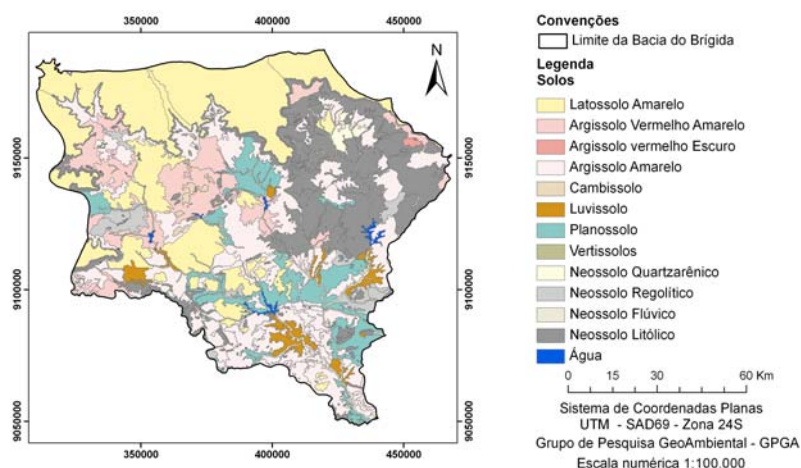 350000 400000 450000
N
9150000 9150000
9100000 9100000
9050000 9050000
350000 400000 450000
Convenções
Limite da Bacia do Brígida
Legenda
Solos
Latossolo Amarelo
Argissolo Vermelho Amarelo
Argissolo vermelho Escuro
Argissolo Amarelo
Cambissolo
Luvissolo
Planossolo
Vertissolos
Neossolo Quartzarênico
Neossolo Regolítico
Neossolo Flúvico
Neossolo Litólico
Água
0 15 30 60 Km
Sistema de Coordenadas Planas
UTM - SAD69 - Zona 24S
Grupo de Pesquisa GeoAmbiental - GPGA
Escala numérica 1:100.000